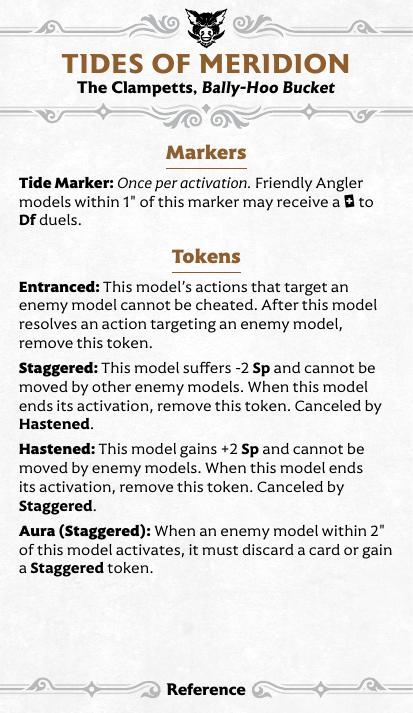 TIDES OF MERIDION
The Clampetts, Bally-Hoo Bucket
Markers
Tide Marker: Once per activation. Friendly Angler
models within 1" of this marker may receive a + to
Df duels.
Tokens
Entranced: This model's actions that target an
enemy model cannot be cheated. After this model
resolves an action targeting an enemy model,
remove this token.
Staggered: This model suffers -2 Sp and cannot be
moved by other enemy models. When this model
ends its activation, remove this token. Canceled by
Hastened.
Hastened: This model gains +2 Sp and cannot be
moved by enemy models. When this model ends
its activation, remove this token. Canceled by
Staggered.
Aura (Staggered): When an enemy model within 2"
of this model activates, it must discard a card or gain
a Staggered token.
Reference